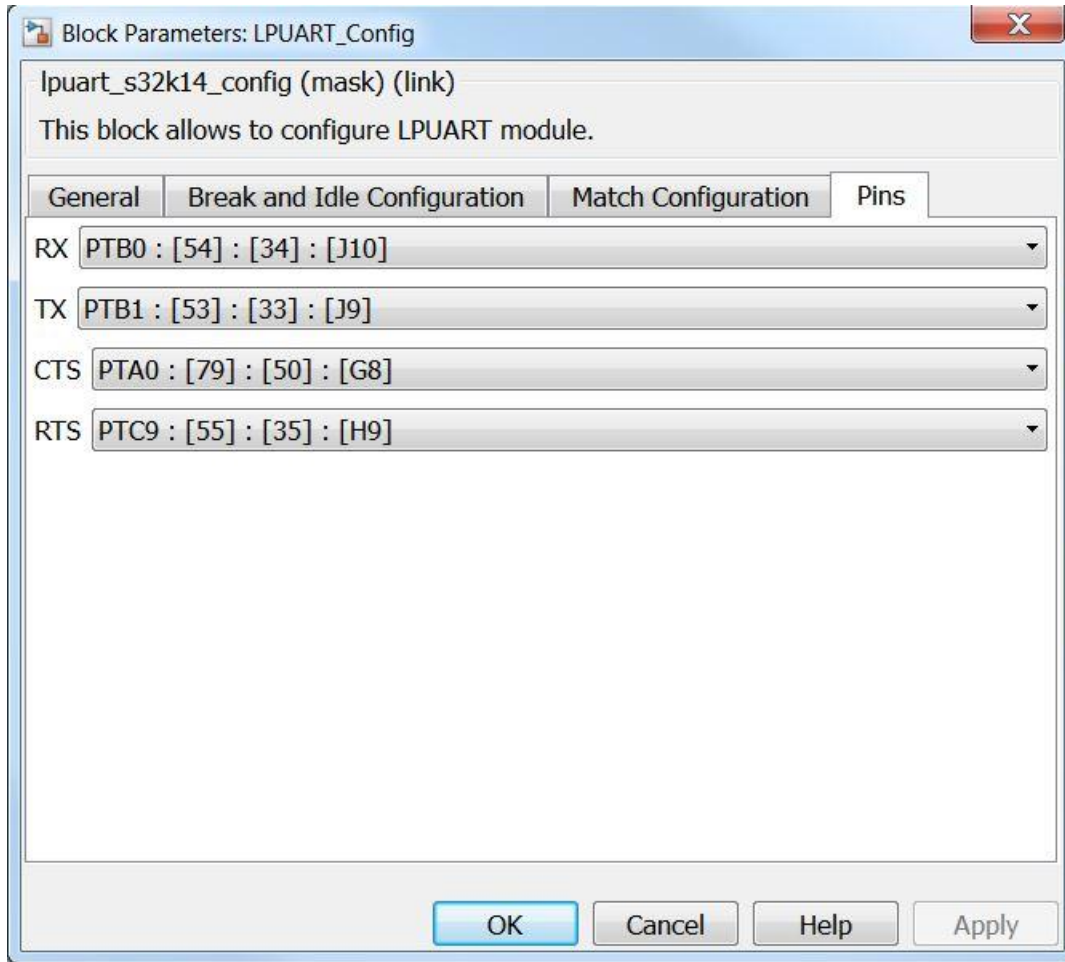 Block Parameters: LPUART_Config
lpuart_s32k14_config (mask) (link)
This block allows to configure LPUART module.
General Break and Idle Configuration Match Configuration Pins
RX PTB0 : [54] : [34] : [J10]
TX PTB1 : [53] : [33] : [J9]
CTS PTA0 : [79] : [50] : [G8]
RTS PTC9 : [55] : [35] : [H9]
OK Cancel Help Apply